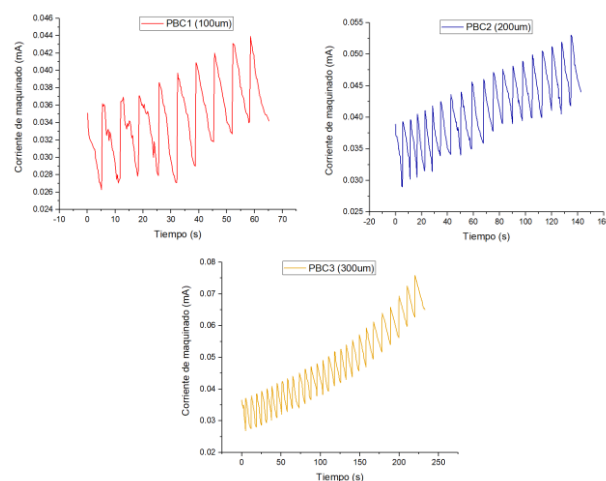 PBC1 (100um)
Corriente de maquinado (mA)
0.046
0.044
0.042
0.040
0.038
0.036
0.034
0.032
0.030
0.028
0.026
0.024
-10 0 10 20 30 40 50 60 70
Tiempo (s)
PBC2 (200um)
Corriente de maquinado (mA)
0.055
0.050
0.045
0.040
0.035
0.030
0.025
-20 0 20 40 60 80 100 120 140 16
Tiempo (s)
PBC3 (300um)
Corriente de maquinado (mA)
0.08
0.07
0.06
0.05
0.04
0.03
0.02
0 50 100 150 200 250
Tiempo (s)